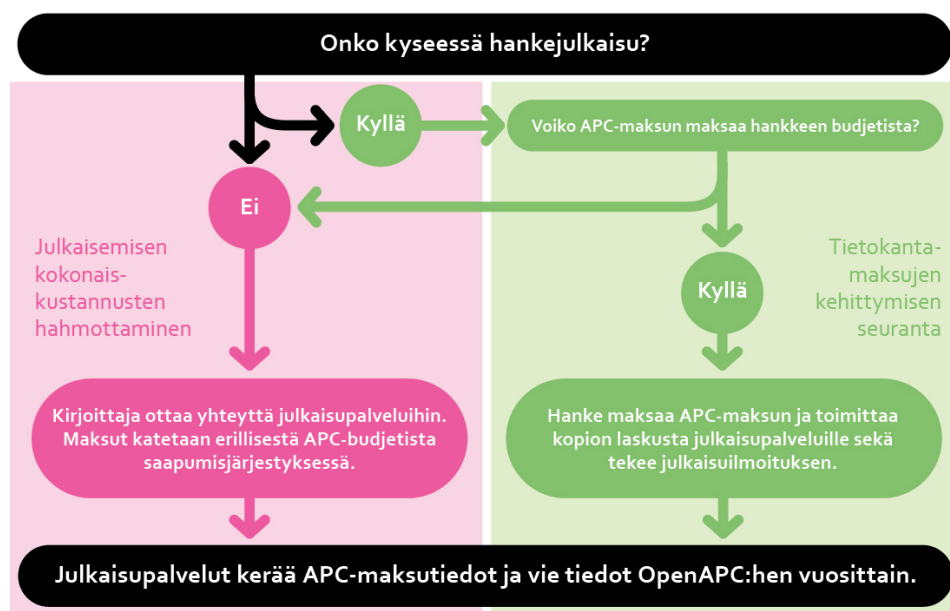 Onko kyseessä hankejulkaisu?
Kyllä
Voiko APC-maksun maksaa hankkeen budjetista?
Ei
Julkaisemisen
kokonais-
kustannusten
hahmottaminen
Kyllä
Tietokanta-
maksujen
kehittymisen
seuranta
Kirjoittaja ottaa yhteyttä julkaisupalveluihin.
Maksut katetaan erillisestä APC-budjetista
saapumisjärjestyksessä.
Hanke maksaa APC-maksun ja toimittaa
kopion laskusta julkaisupalveluille sekä
tekee julkaisuilmoituksen.
Julkaisupalvelut kerää APC-maksutiedot ja vie tiedot OpenAPC:hen vuosittain.